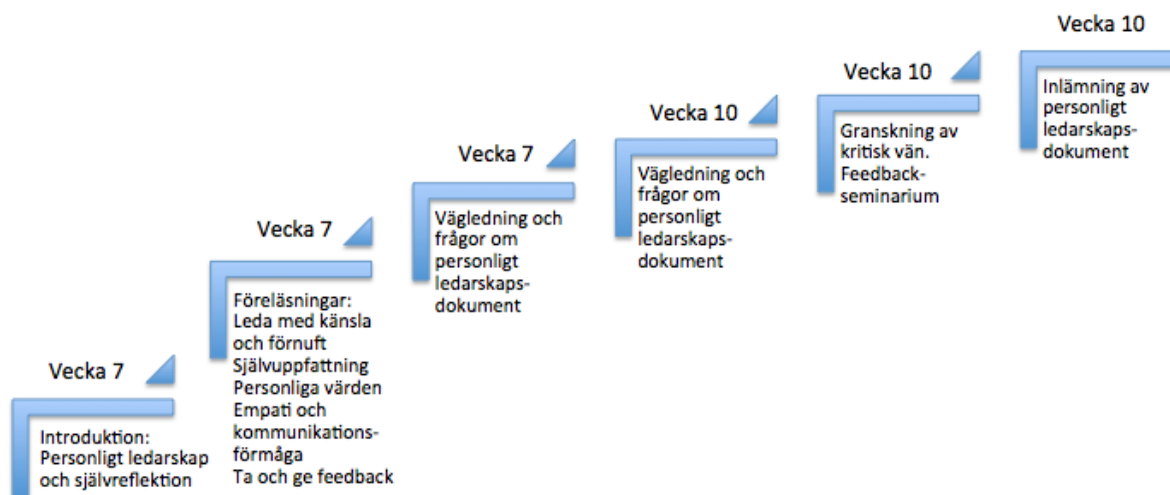 Vecka 7
Introduktion:
Personligt ledarskap
och självreflektion
Vecka 7
Föreläsningar:
Leda med känsla
och förnuft
Självuppfattning
Personliga värden
Empati och
kommunikations-
förmåga
Ta och ge feedback
Vecka 7
Vägledning och
frågor om
personligt
ledarskaps-
dokument
Vecka 10
Vägledning och
frågor om
personligt
ledarskaps-
dokument
Vecka 10
Granskning av
kritisk vän.
Feedback-
seminarium
Vecka 10
Inlämning av
personligt
ledarskaps-
dokument